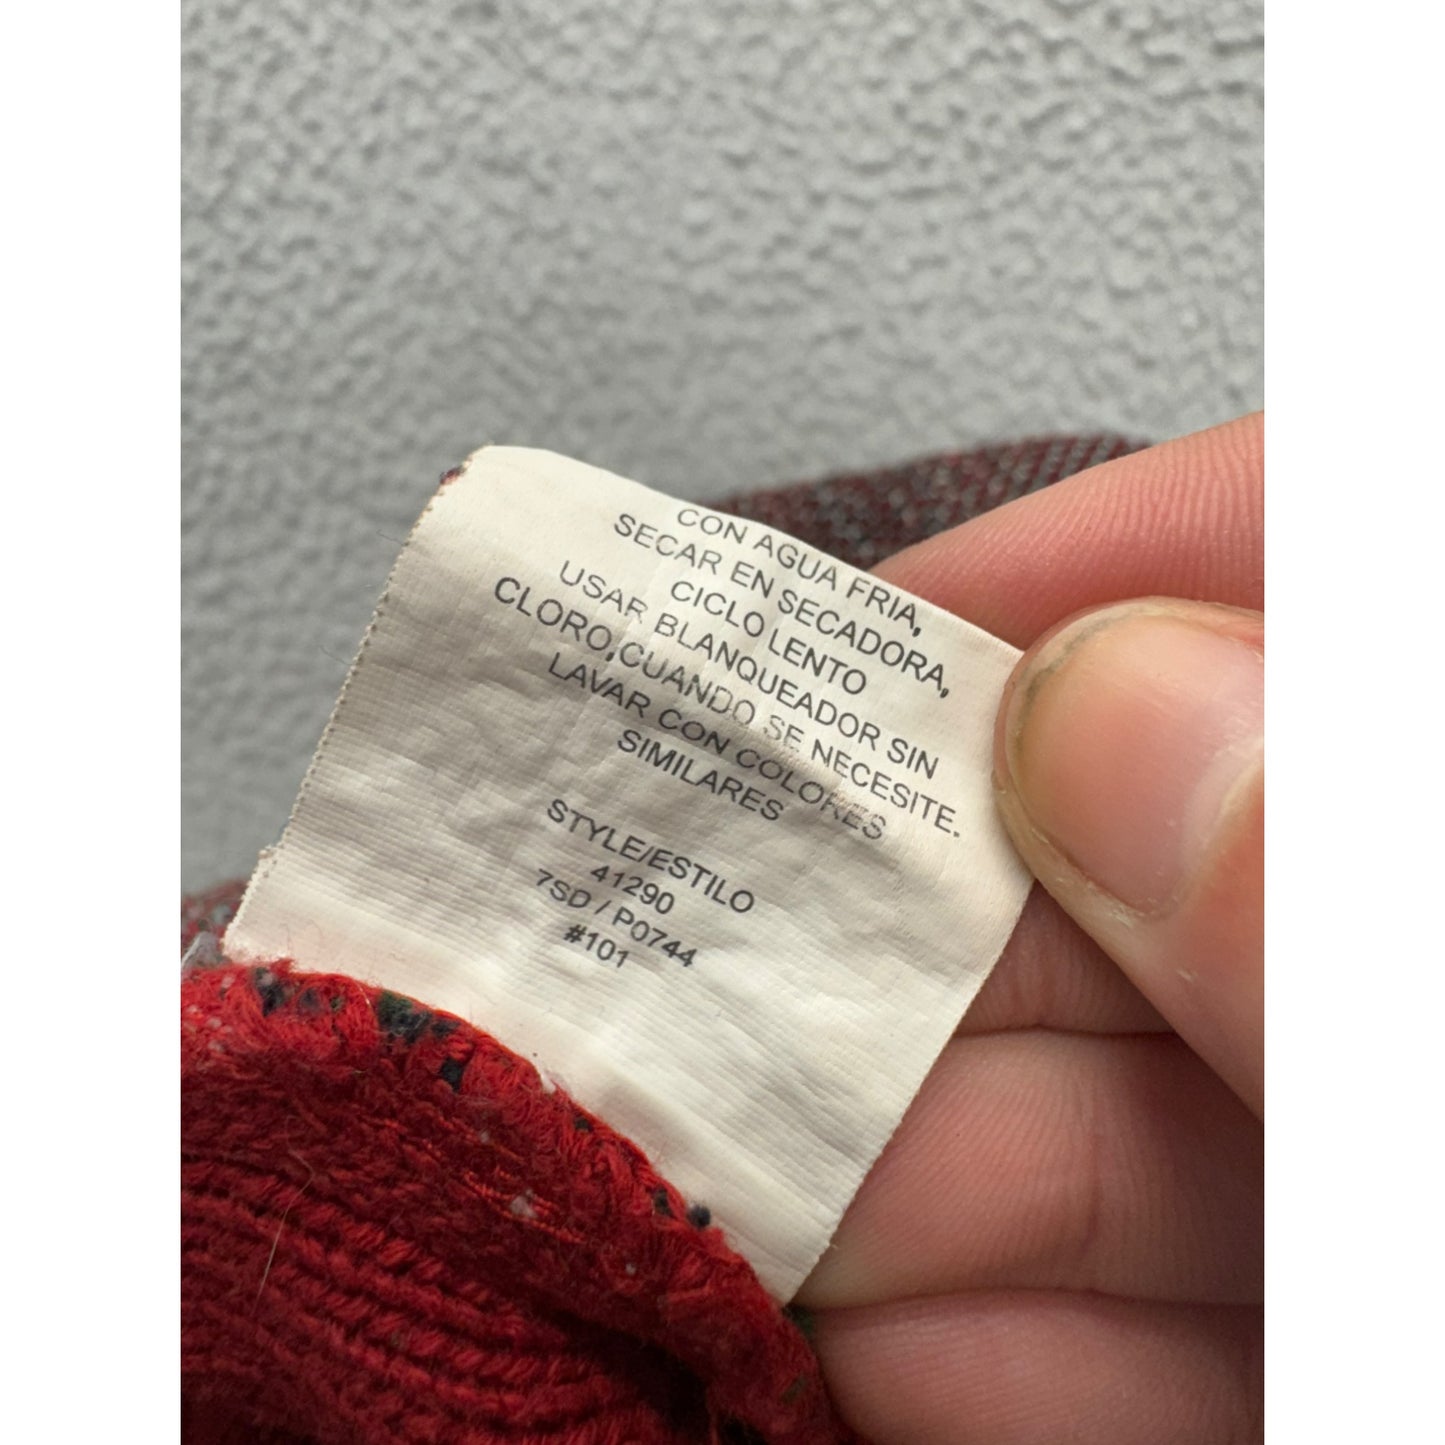 CON AGUA FRIA,
SECAR EN SECADORA,
CICLO LENTO
USAR BLANQUEADOR SIN
CLORO,CUANDO SE NECESITE.
LAVAR CON COLORES
SIMILARES
STYLE/ESTILO
41290
7SD / P0744
#101